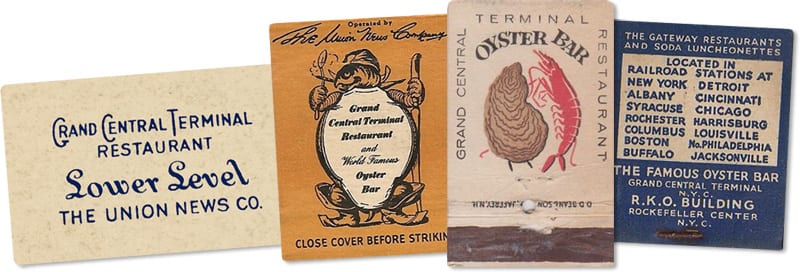 GRAND CENTRAL TERMINAL
RESTAURANT
Lower Level
THE UNION NEWS CO.
Operated by
The Union News Company
Grand
Central Terminal
Restaurant
and
World Famous
Oyster
Bar
CLOSE COVER BEFORE STRIKIN
GRAND CENTRAL
TERMINAL
RESTAURANT
OYSTER BAR
JAFFREY, N.H.
THE GATEWAY RESTAURANTS
AND SODA LUNCHEONETTES
LOCATED IN
RAILROAD STATIONS AT
NEW YORK DETROIT
ALBANY CINCINNATI
SYRACUSE CHICAGO
ROCHESTER HARRISBURG
COLUMBUS LOUISVILLE
BOSTON No. PHILADELPHIA
BUFFALO JACKSONVILLE
THE FAMOUS OYSTER BAR
GRAND CENTRAL TERMINAL
N.Y.C.
R.K.O. BUILDING
ROCKEFELLER CENTER
N.Y.C.